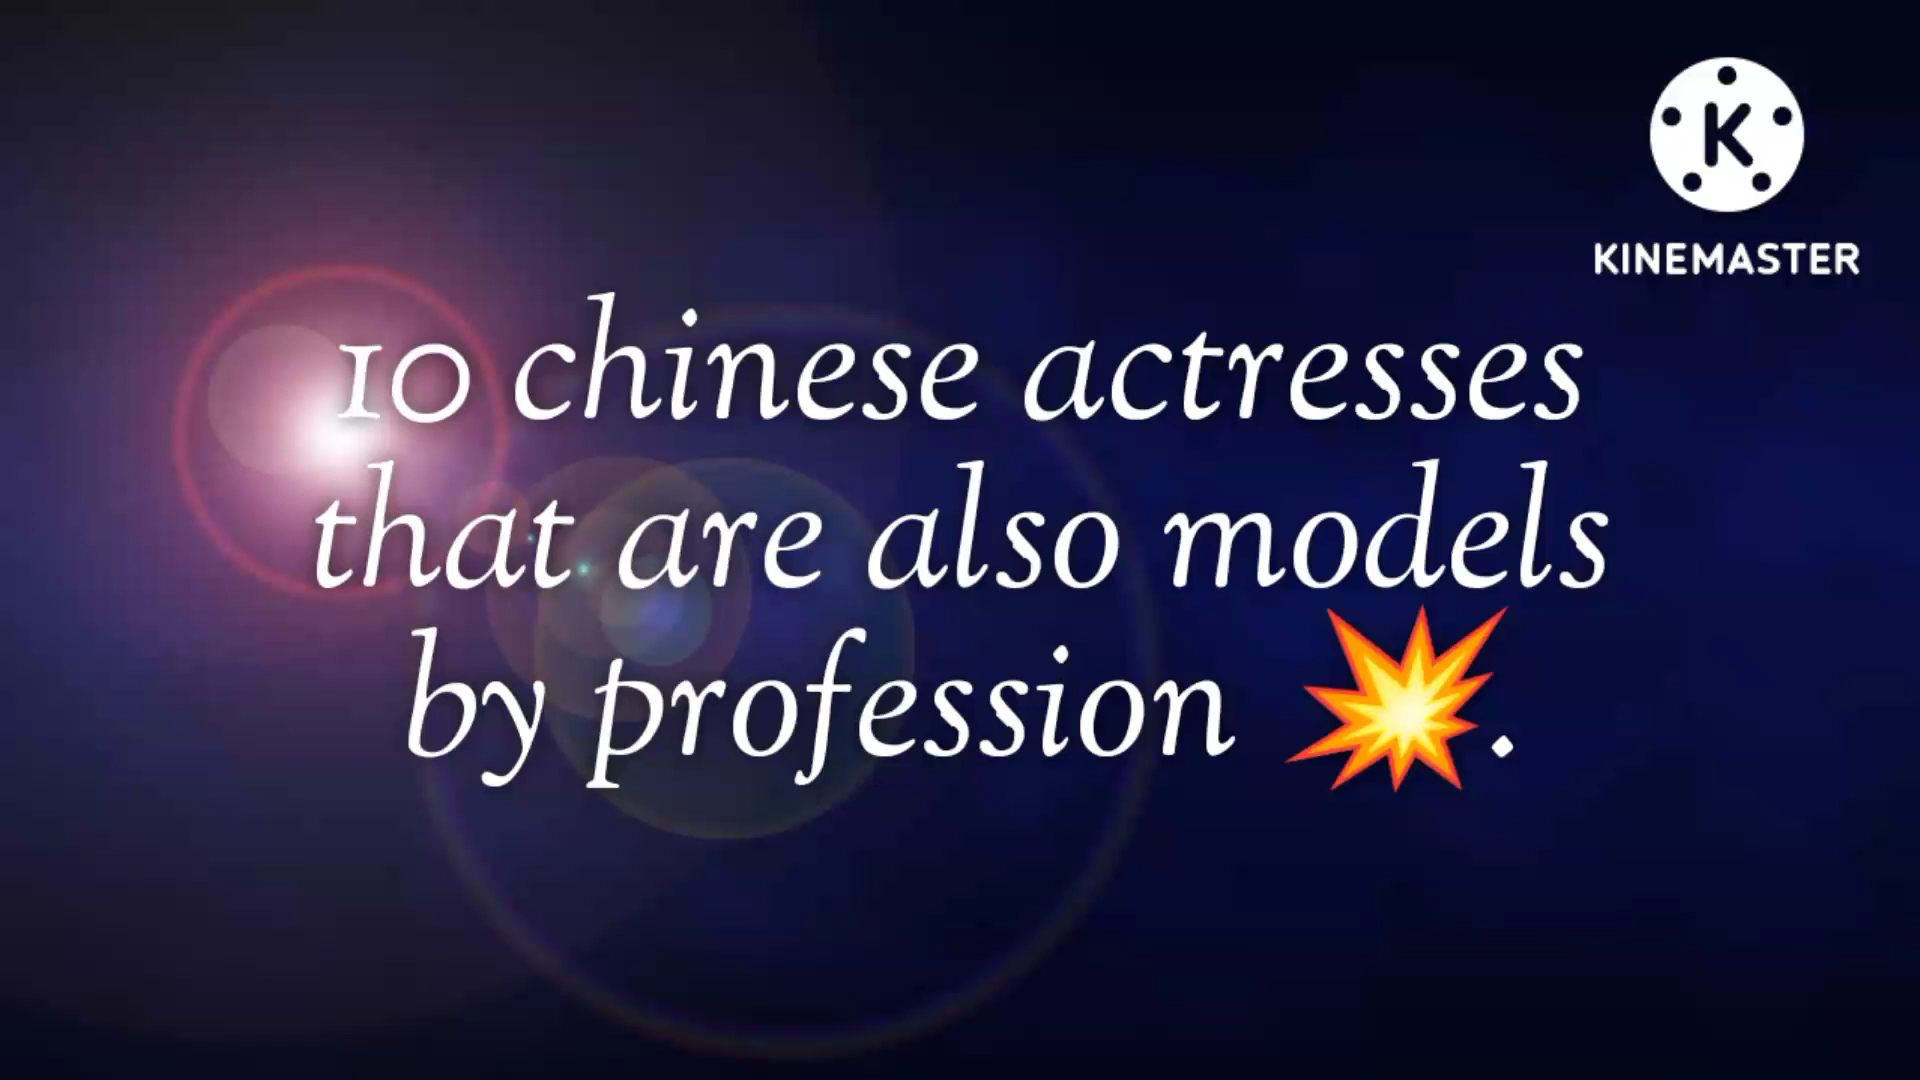 K
KINEMASTER
10 chinese actresses
that are also models
by profession 💥.